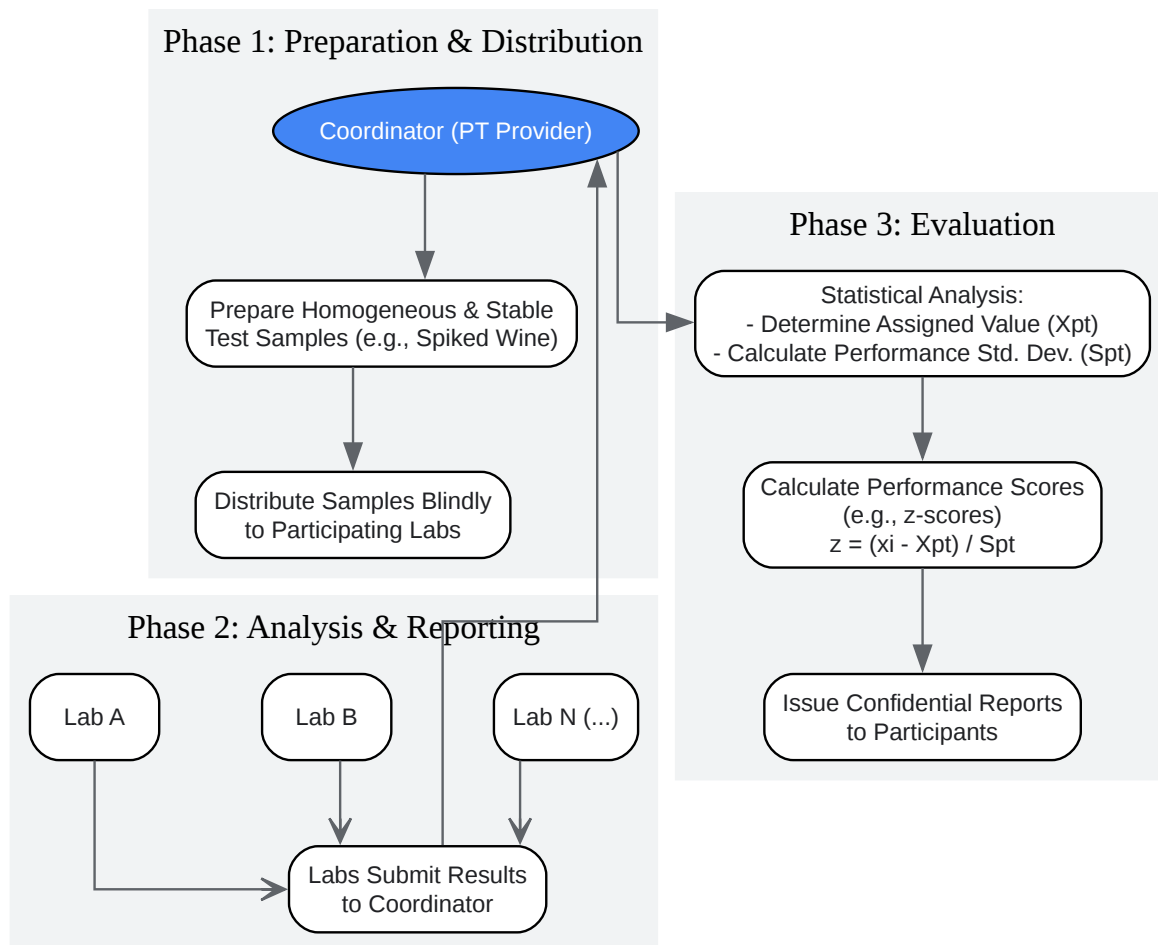 Phase 1: Preparation & Distribution
Coordinator (PT Provider)
Prepare Homogeneous & Stable
Test Samples (e.g., Spiked Wine)
Distribute Samples Blindly
to Participating Labs
Phase 2: Analysis & Reporting
Lab A
Lab B
Lab N (...)
Labs Submit Results
to Coordinator
Phase 3: Evaluation
Statistical Analysis:
- Determine Assigned Value (Xpt)
- Calculate Performance Std. Dev. (Spt)
Calculate Performance Scores
(e.g., z-scores)
z = (xi - Xpt) / Spt
Issue Confidential Reports
to Participants